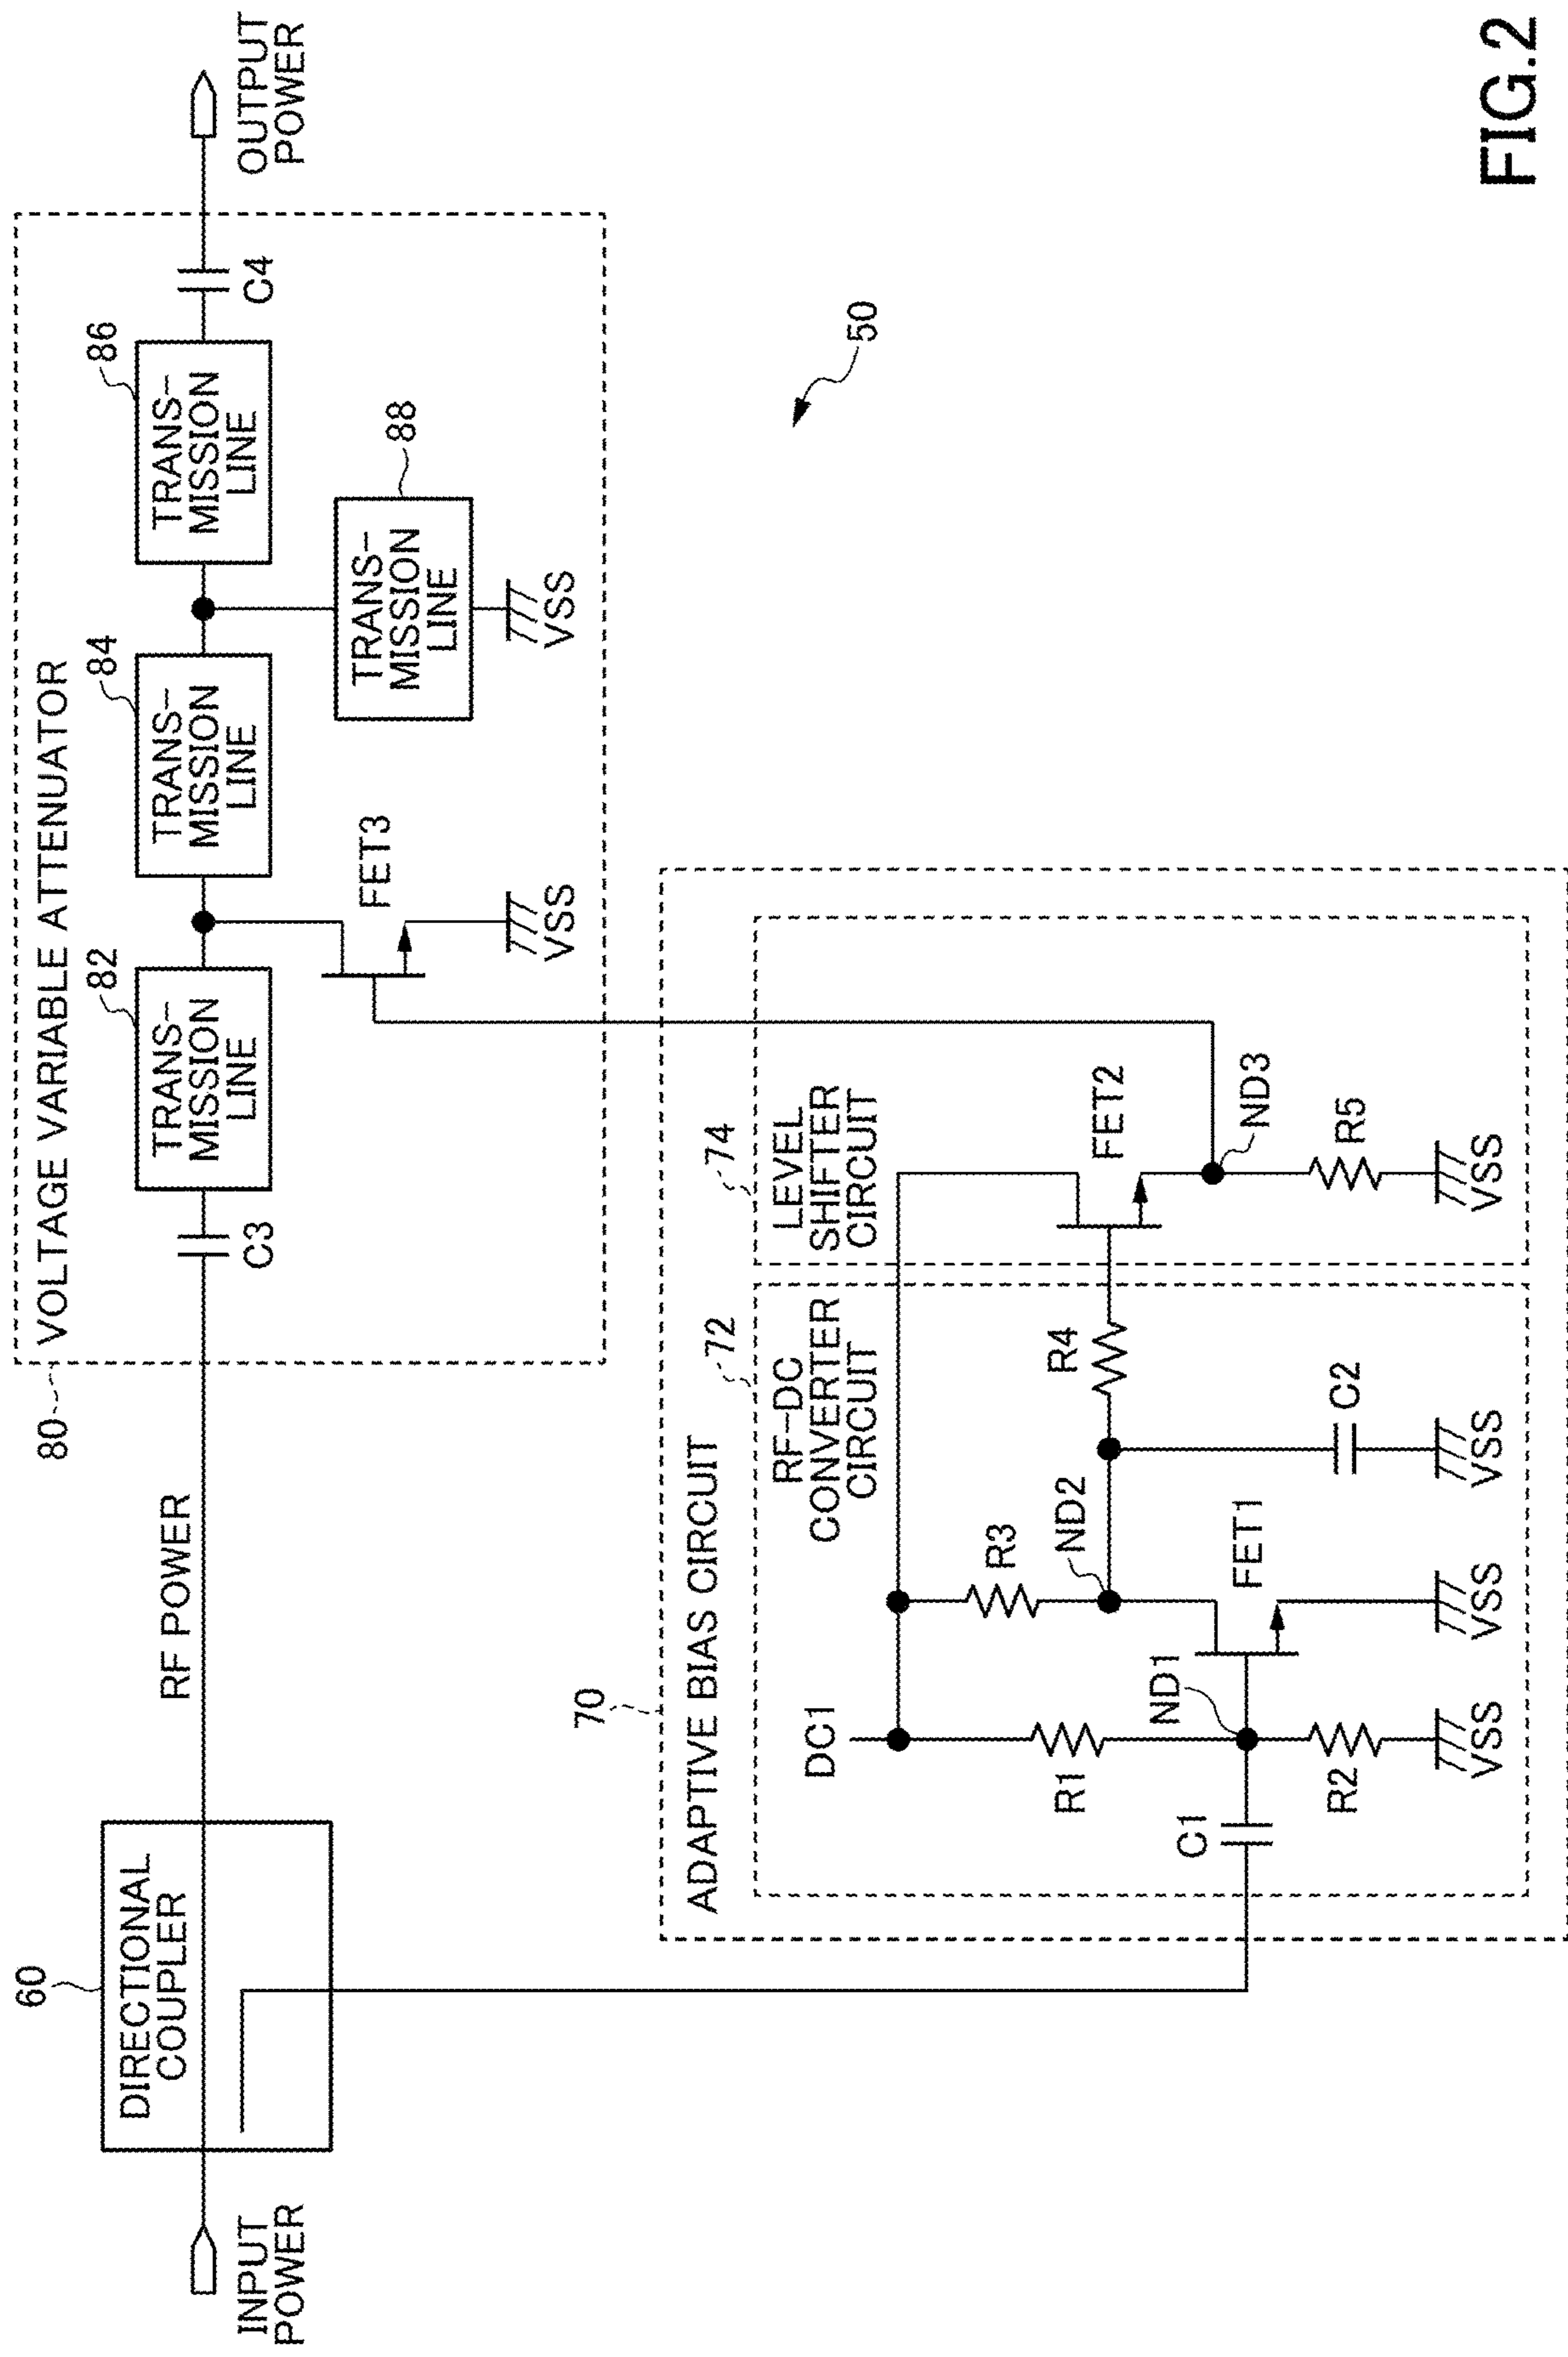 60
DIRECTIONAL
COUPLER
INPUT
POWER
RF POWER
80
VOLTAGE VARIABLE ATTENUATOR
C3
82
TRANS-
MISSION
LINE
84
TRANS-
MISSION
LINE
86
TRANS-
MISSION
LINE
C4
OUTPUT
POWER
FET3
VSS
88
TRANS-
MISSION
LINE
VSS
50
70
ADAPTIVE BIAS CIRCUIT
72
RF-DC
CONVERTER
CIRCUIT
74
LEVEL
SHIFTER
CIRCUIT
DC1
R1
R3
ND2
R4
FET2
ND1
C1
FET1
ND3
R2
C2
R5
VSS
VSS
VSS
VSS
FIG.2